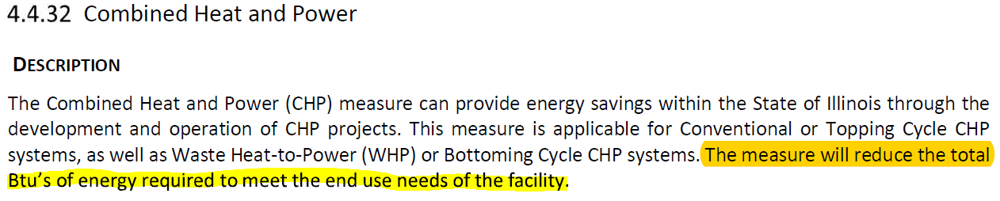 4.4.32 Combined Heat and Power
DESCRIPTION
The Combined Heat and Power (CHP) measure can provide energy savings within the State of Illinois through the
development and operation of CHP projects. This measure is applicable for Conventional or Topping Cycle CHP
systems, as well as Waste Heat-to-Power (WHP) or Bottoming Cycle CHP systems. The measure will reduce the total
Btu's of energy required to meet the end use needs of the facility.